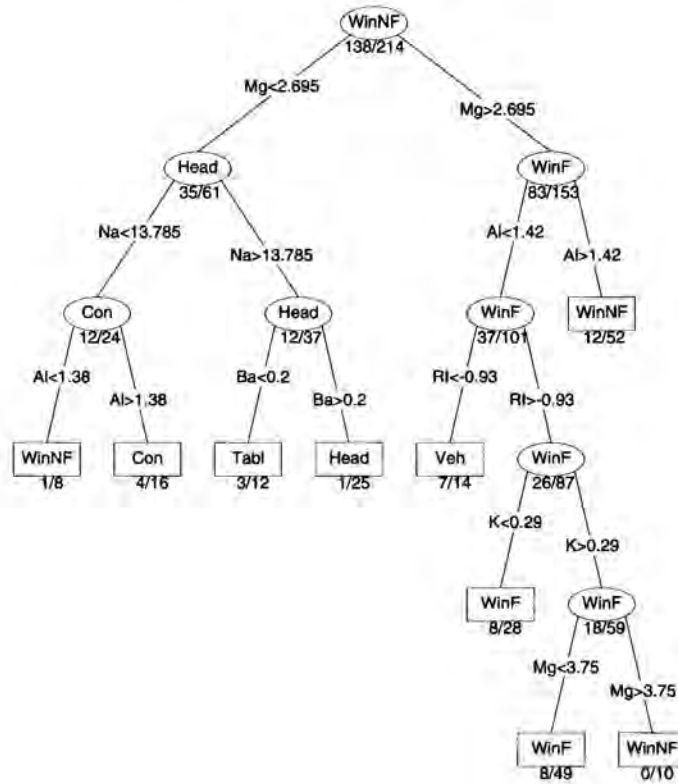 WinNF
138/214
Mg<2.695
Mg>2.695
Head
35/61
WinF
83/153
Na<13.785
Na>13.785
Al<1.42
Al>1.42
Con
12/24
Head
12/37
WinF
37/101
WinNF
12/52
Al<1.38
Al>1.38
Ba<0.2
Ba>0.2
RI<-0.93
RI>-0.93
WinNF
1/8
Con
4/16
Tabl
3/12
Head
1/25
Veh
7/14
WinF
26/87
K<0.29
K>0.29
WinF
8/28
WinF
18/59
Mg<3.75
Mg>3.75
WinF
8/49
WinNF
0/10